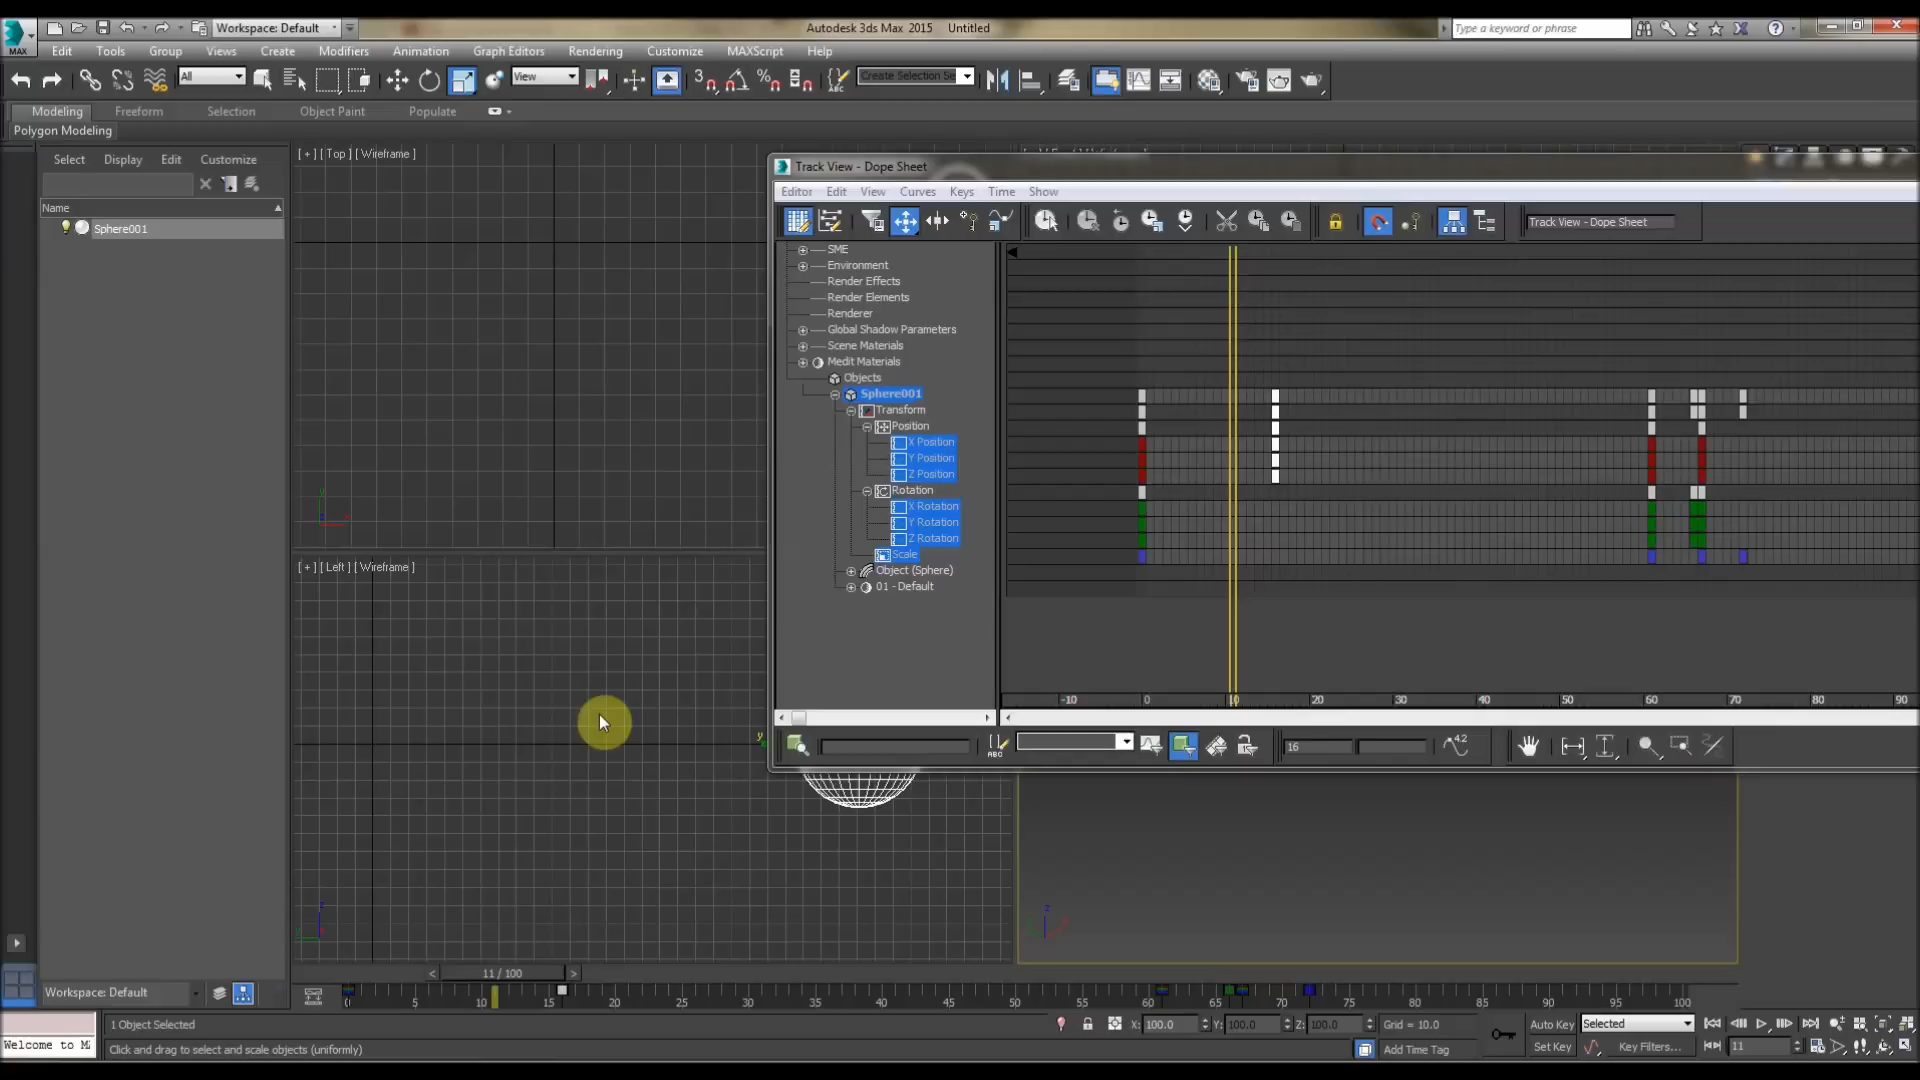 Workspace: Default
Autodesk 3ds Max 2015 Untitled
Type a keyword or phrase
MAX
Edit Tools Group Views Create Modifiers Animation Graph Editors Rendering Customize MAXScript Help
All
View
3
Create Selection Se
Modeling Freeform Selection Object Paint Populate
Polygon Modeling
Select Display Edit Customize
[ + ] [ Top ] [ Wireframe ]
Name
Sphere001
Track View - Dope Sheet
Editor Edit View Curves Keys Time Show
Track View - Dope Sheet
SME
Environment
Render Effects
Render Elements
Renderer
Global Shadow Parameters
Scene Materials
Medit Materials
Objects
Sphere001
Transform
Position
X Position
Y Position
Z Position
Rotation
X Rotation
Y Rotation
Z Rotation
Scale
Object (Sphere)
01 - Default
[ + ] [ Left ] [ Wireframe ]
-10 0 10 20 30 40 50 60 70 80 90
ABC
16
4.2
y
z
< 11 / 100 >
0 5 10 15 20 25 30 35 40 45 50 55 60 65 70 75 80 85 90 95 100
Workspace: Default
1 Object Selected
X: 100.0 Y: 100.0 Z: 100.0 Grid = 10.0
Auto Key Selected
Welcome to MA
Click and drag to select and scale objects (uniformly)
Add Time Tag
Set Key Key Filters... 11